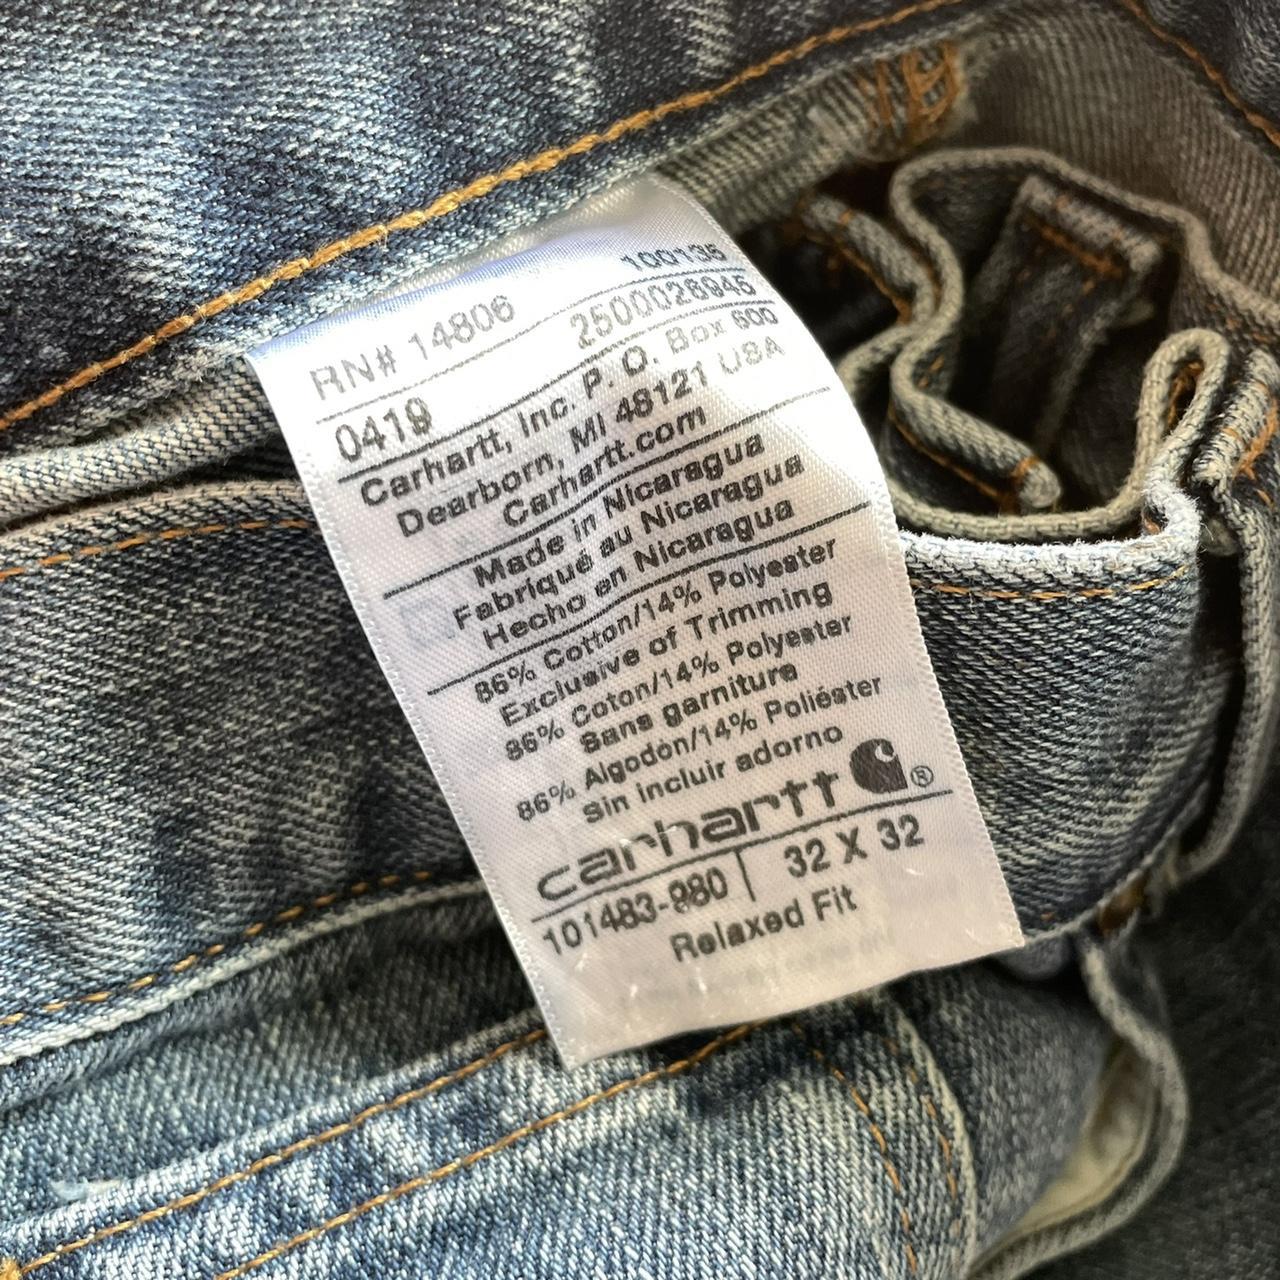 100135
RN# 14806 2500026945
0419
Carhartt, Inc. P. O. Box 600
Dearborn, MI 48121 USA
Carhartt.com
Made in Nicaragua
Fabriqué au Nicaragua
Hecho en Nicaragua
86% Cotton/14% Polyester
Exclusive of Trimming
86% Coton/14% Polyester
Sans garniture
86% Algodón/14% Poliéster
Sin incluir adorno
carhartt ®
101483-980 | 32 X 32
Relaxed Fit